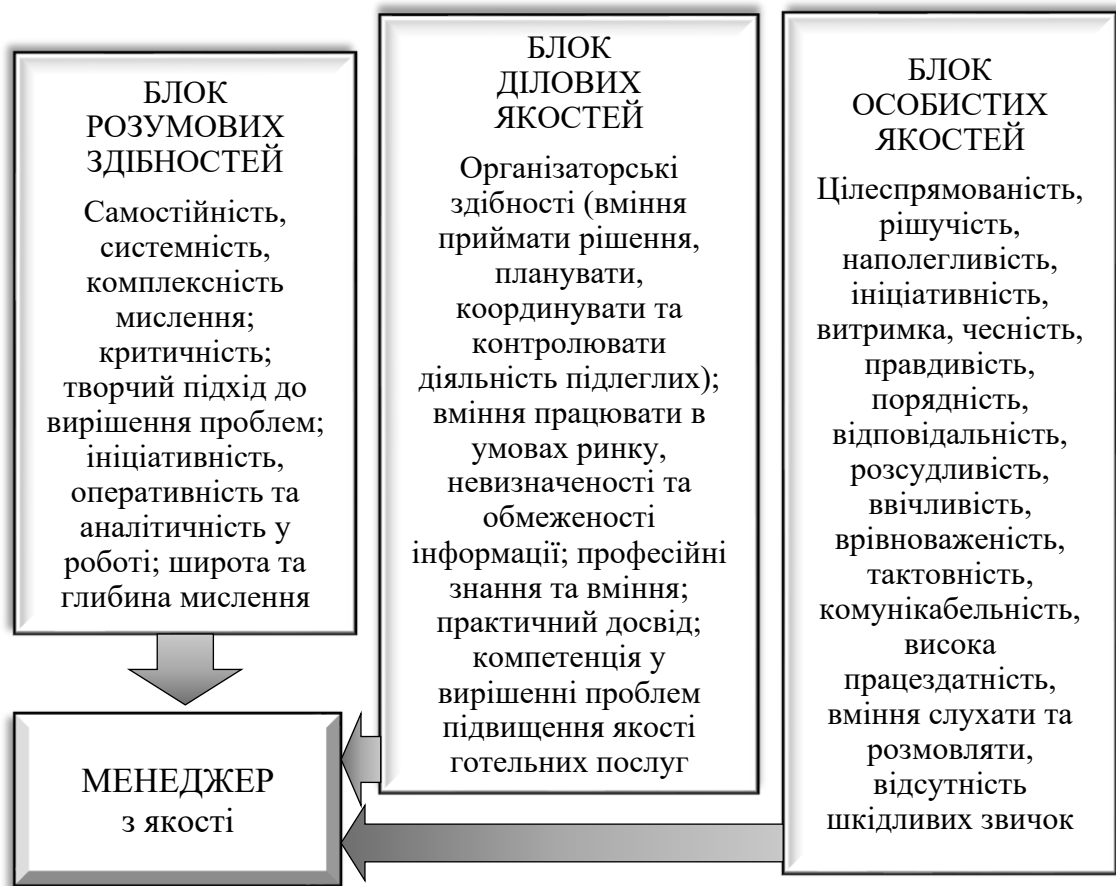 БЛОК
РОЗУМОВИХ
ЗДІБНОСТЕЙ
Самостійність,
системність,
комплексність
мислення;
критичність;
творчий підхід до
вирішення проблем;
ініціативність,
оперативність та
аналітичність у
роботі; широта та
глибина мислення
БЛОК
ДІЛОВИХ
ЯКОСТЕЙ
Організаторські
здібності (вміння
приймати рішення,
планувати,
координувати та
контролювати
діяльність підлеглих);
вміння працювати в
умовах ринку,
невизначеності та
обмеженості
інформації; професійні
знання та вміння;
практичний досвід;
компетенція у
вирішенні проблем
підвищення якості
готельних послуг
БЛОК
ОСОБИСТИХ
ЯКОСТЕЙ
Цілеспрямованість,
рішучість,
наполегливість,
ініціативність,
витримка, чесність,
правдивість,
порядність,
відповідальність,
розсудливість,
ввічливість,
врівноваженість,
тактовність,
комунікабельність,
висока
працездатність,
вміння слухати та
розмовляти,
відсутність
шкідливих звичок
МЕНЕДЖЕР
з якості